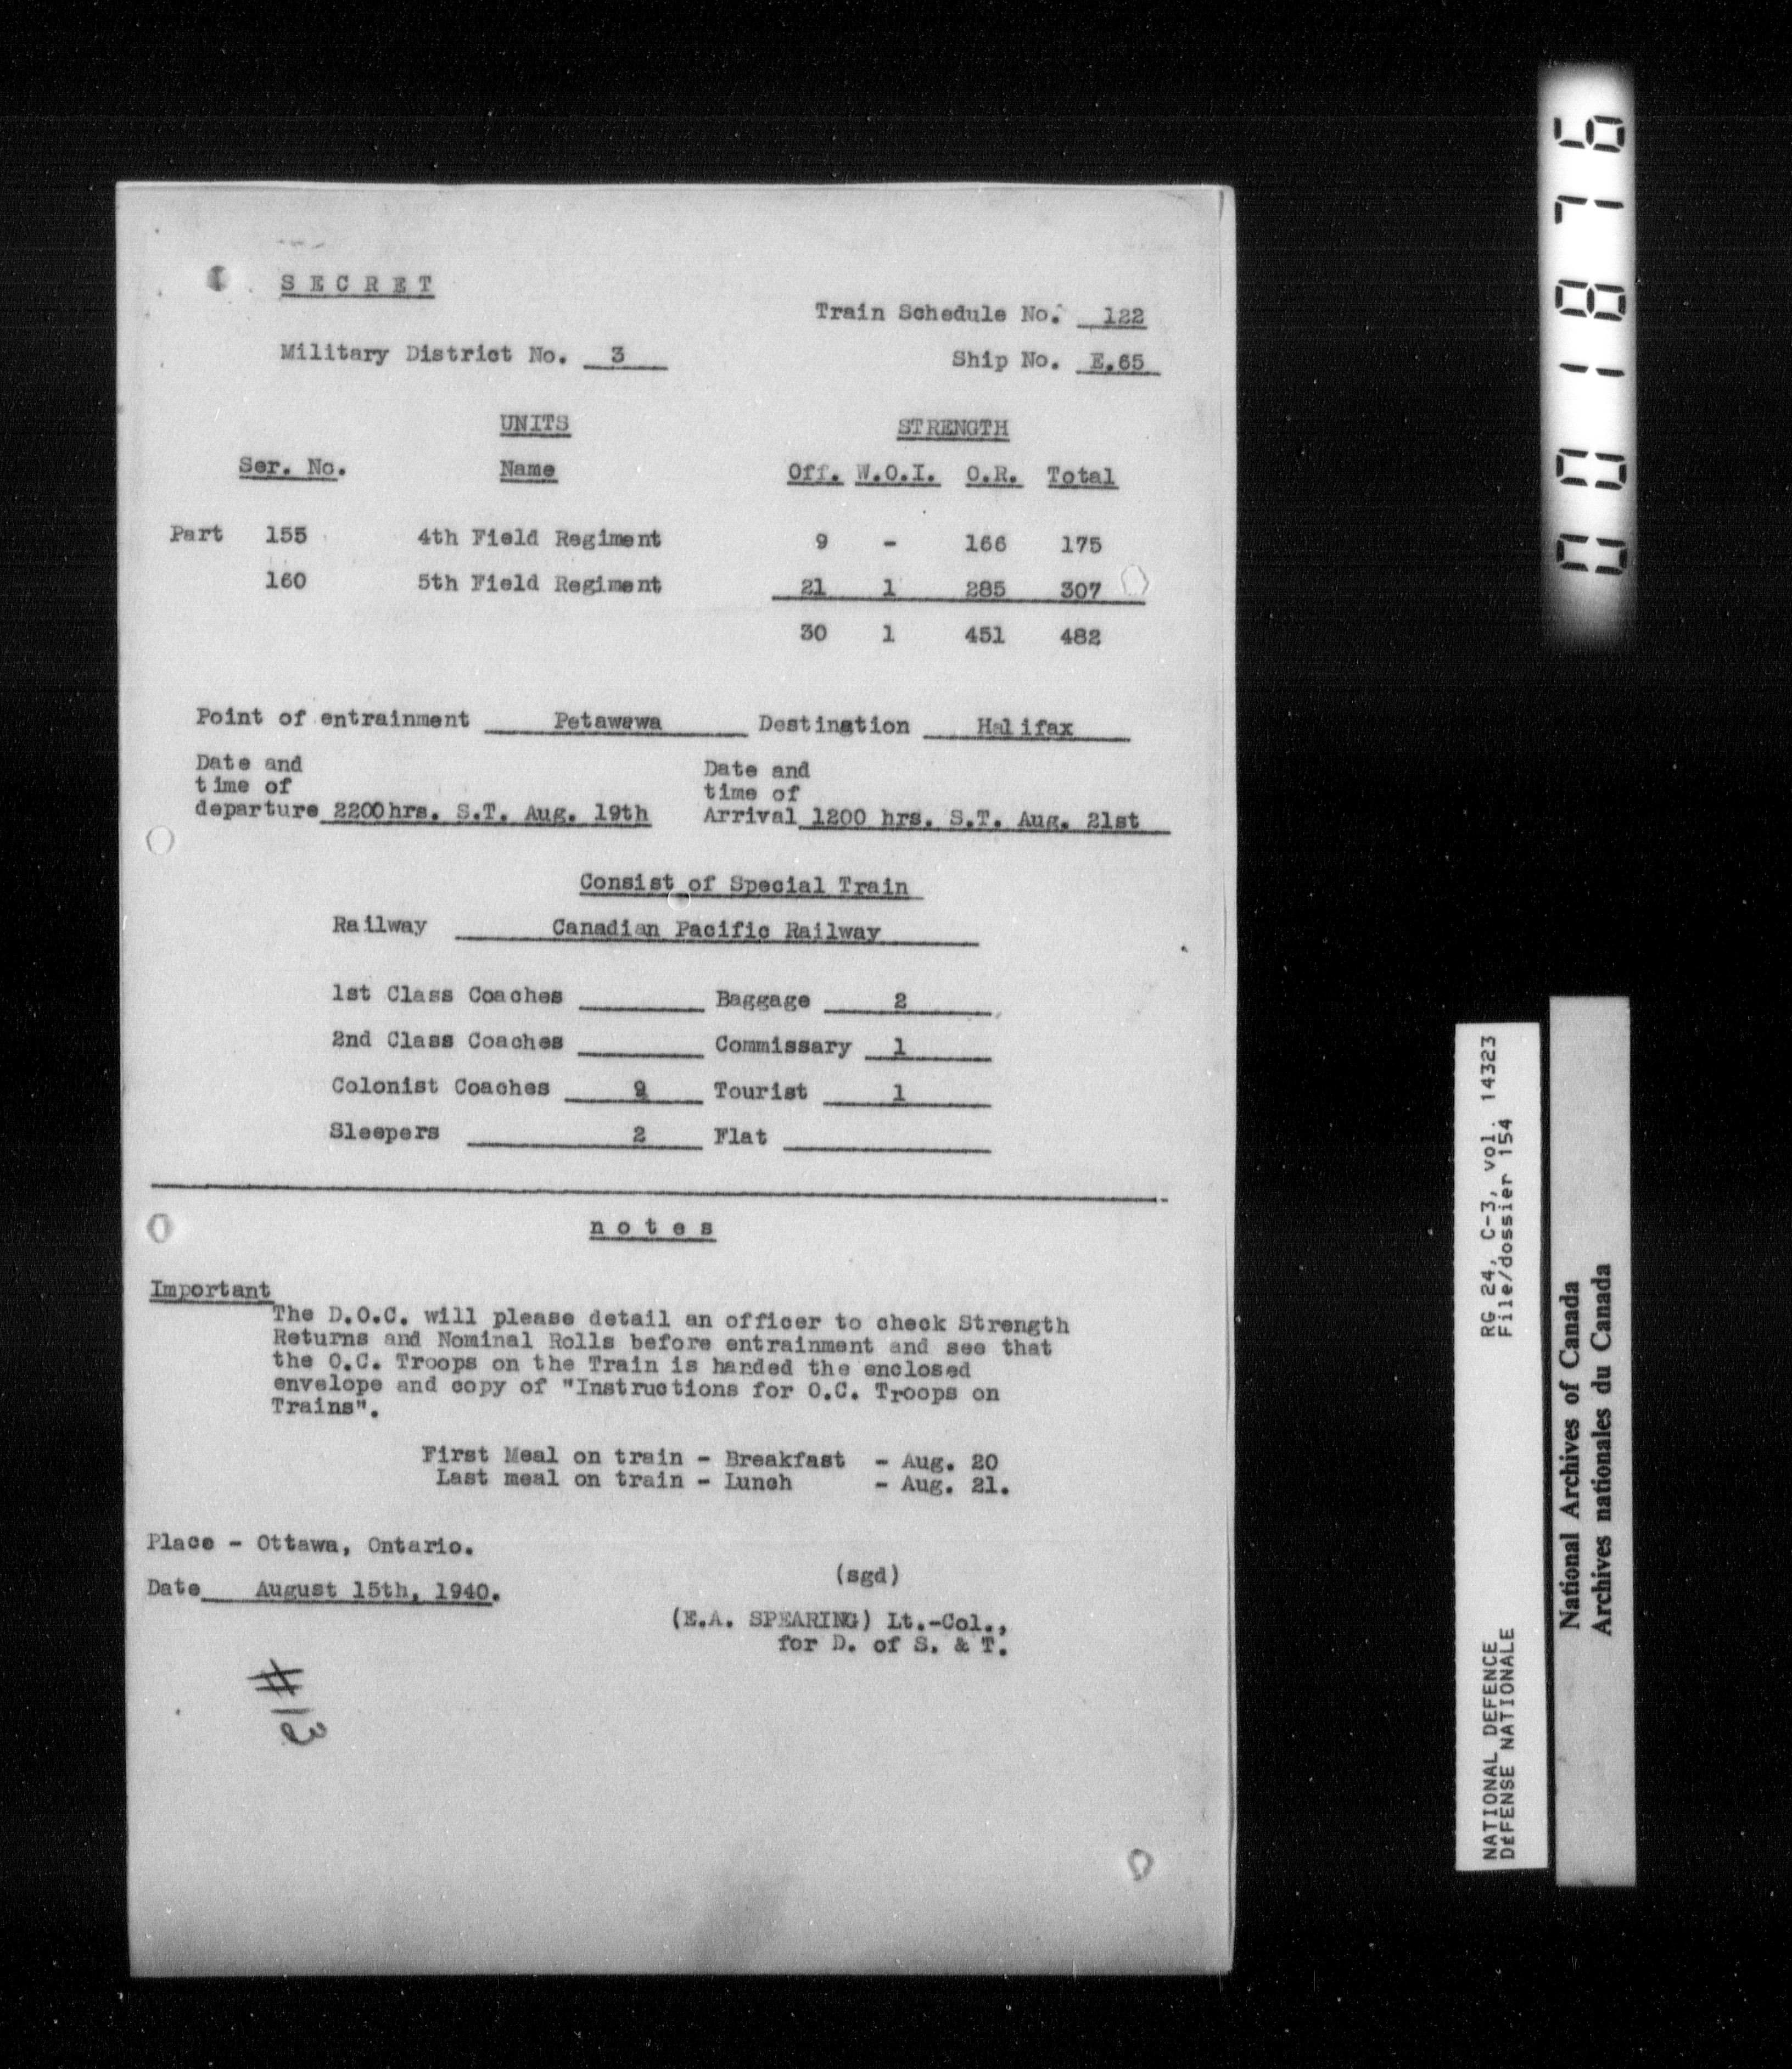 SECRET
Train Schedule No. 122
Military District No. 3
Ship No. E.65
UNITS STRENGTH
Ser. No. Name Off. W.O.I. O.R. Total
Part 155 4th Field Regiment 9 - 166 175
160 5th Field Regiment 21 1 285 307
30 1 451 482
Point of entrainment Petawawa Destination Halifax
Date and
time of
departure 2200hrs. S.T. Aug. 19th
Date and
time of
Arrival 1200 hrs. S.T. Aug. 21st
Consist of Special Train
Railway Canadian Pacific Railway
1st Class Coaches Baggage 2
2nd Class Coaches Commissary 1
Colonist Coaches 9 Tourist 1
Sleepers 2 Flat
notes
Important
The D.O.C. will please detail an officer to check Strength
Returns and Nominal Rolls before entrainment and see that
the O.C. Troops on the Train is handed the enclosed
envelope and copy of "Instructions for O.C. Troops on
Trains".
First Meal on train - Breakfast - Aug. 20
Last meal on train - Lunch - Aug. 21.
Place - Ottawa, Ontario.
Date August 15th, 1940.
(sgd)
(E.A. SPEARING) Lt.-Col.,
for D. of S. & T.
#13
001876
NATIONAL DEFENCE RG 24, C-3, vol. 14323
DÉFENSE NATIONALE File/dossier 154
National Archives of Canada
Archives nationales du Canada